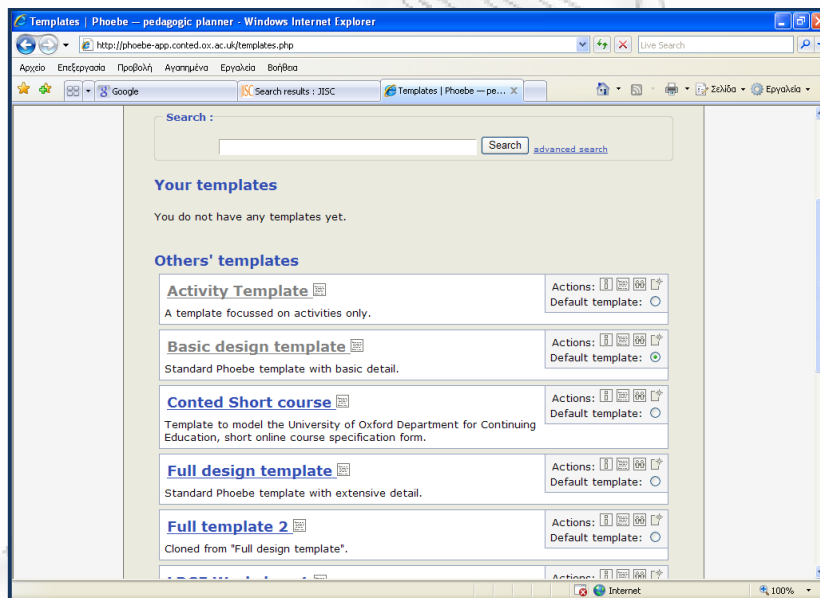 Templates | Phoebe — pedagogic planner - Windows Internet Explorer
http://phoebe-app.conted.ox.ac.uk/templates.php
Live Search
Αρχείο Επεξεργασία Προβολή Αγαπημένα Εργαλεία Βοήθεια
Google
Search results : JISC
Templates | Phoebe — pe...
Σελίδα
Εργαλεία
Search :
Search
advanced search
Your templates
You do not have any templates yet.
Others' templates
Activity Template
Actions:
A template focussed on activities only.
Default template:
Basic design template
Actions:
Standard Phoebe template with basic detail.
Default template:
Conted Short course
Actions:
Template to model the University of Oxford Department for Continuing
Education, short online course specification form.
Default template:
Full design template
Actions:
Standard Phoebe template with extensive detail.
Default template:
Full template 2
Actions:
Cloned from "Full design template".
Default template:
Actions:
Internet
100%